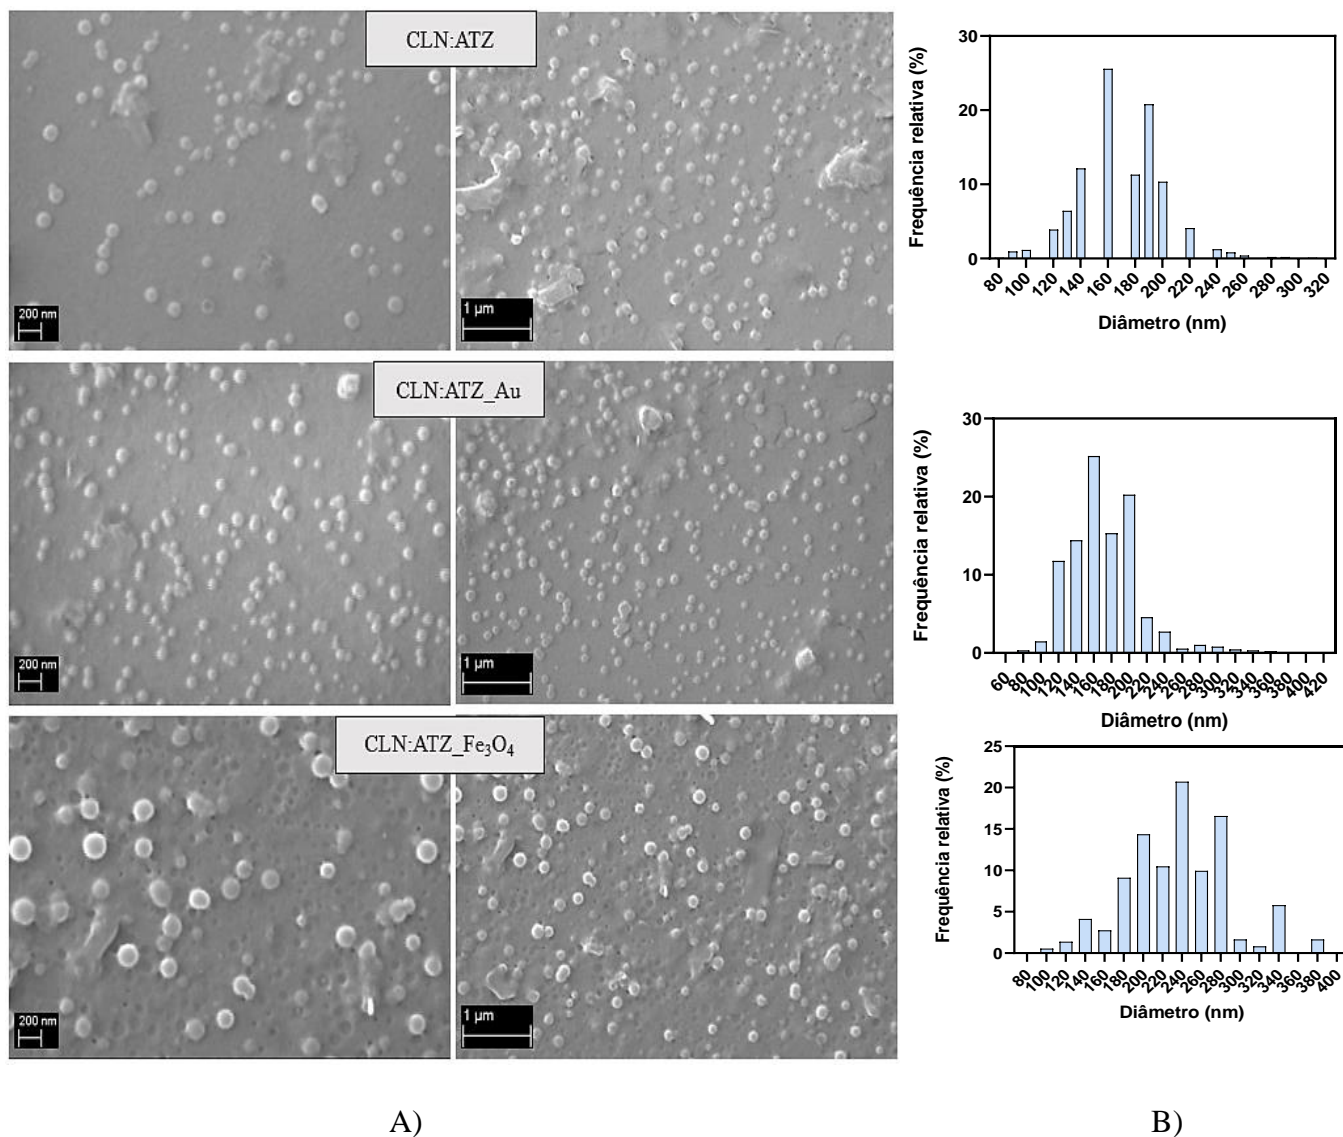 CLN:ATZ
200 nm
1 µm
Frequência relativa (%)
30
20
10
0
80 100 120 140 160 180 200 220 240 260 280 300 320
Diâmetro (nm)
CLN:ATZ_Au
200 nm
1 µm
Frequência relativa (%)
30
20
10
0
60 80 100 120 140 160 180 200 220 240 260 280 300 320 340 360 380 400 420
Diâmetro (nm)
CLN:ATZ_Fe₃O₄
200 nm
1 µm
Frequência relativa (%)
25
20
15
10
5
0
80 100 120 140 160 180 200 220 240 260 280 300 320 340 360 380 400
Diâmetro (nm)
A)
B)